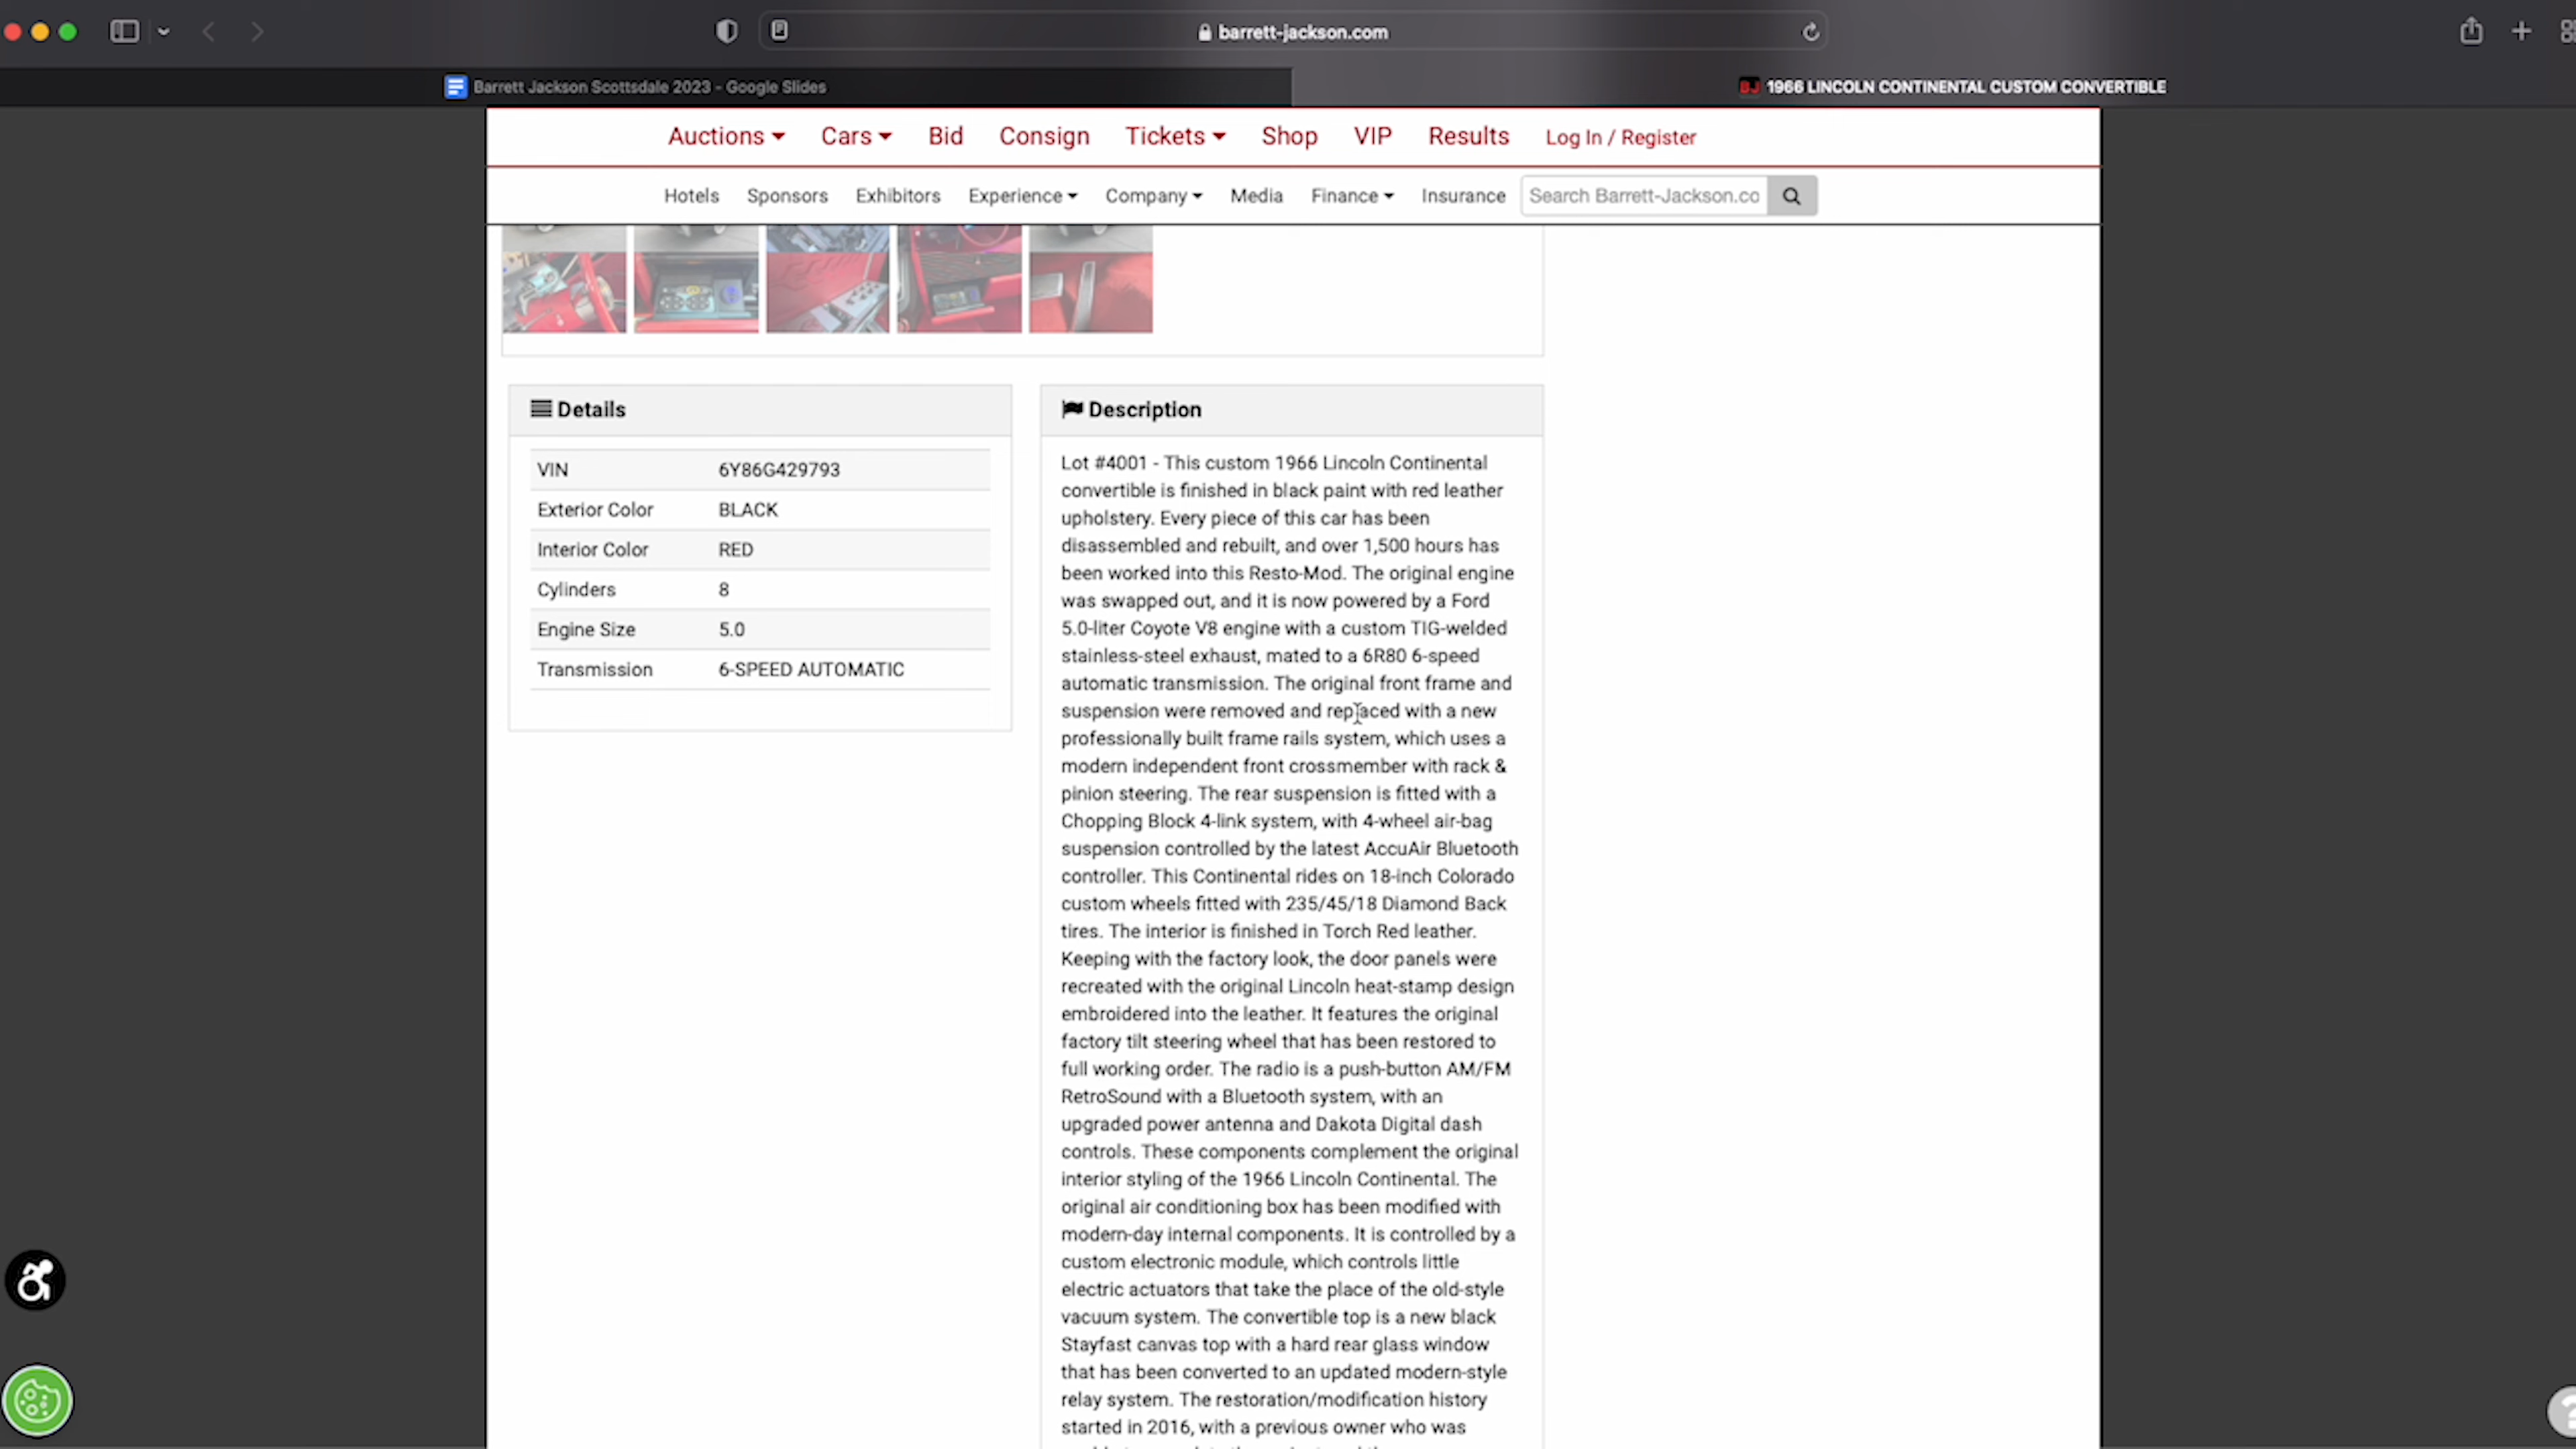 barrett-jackson.com
Barrett Jackson Scottsdale 2023 - Google Slides
BJ 1966 LINCOLN CONTINENTAL CUSTOM CONVERTIBLE
Auctions Cars Bid Consign Tickets Shop VIP Results Log In / Register
Hotels Sponsors Exhibitors Experience Company Media Finance Insurance Search Barrett-Jackson.co
Details
VIN 6Y86G429793
Exterior Color BLACK
Interior Color RED
Cylinders 8
Engine Size 5.0
Transmission 6-SPEED AUTOMATIC
Description
Lot #4001 - This custom 1966 Lincoln Continental
convertible is finished in black paint with red leather
upholstery. Every piece of this car has been
disassembled and rebuilt, and over 1,500 hours has
been worked into this Resto-Mod. The original engine
was swapped out, and it is now powered by a Ford
5.0-liter Coyote V8 engine with a custom TIG-welded
stainless-steel exhaust, mated to a 6R80 6-speed
automatic transmission. The original front frame and
suspension were removed and replaced with a new
professionally built frame rails system, which uses a
modern independent front crossmember with rack &
pinion steering. The rear suspension is fitted with a
Chopping Block 4-link system, with 4-wheel air-bag
suspension controlled by the latest AccuAir Bluetooth
controller. This Continental rides on 18-inch Colorado
custom wheels fitted with 235/45/18 Diamond Back
tires. The interior is finished in Torch Red leather.
Keeping with the factory look, the door panels were
recreated with the original Lincoln heat-stamp design
embroidered into the leather. It features the original
factory tilt steering wheel that has been restored to
full working order. The radio is a push-button AM/FM
RetroSound with a Bluetooth system, with an
upgraded power antenna and Dakota Digital dash
controls. These components complement the original
interior styling of the 1966 Lincoln Continental. The
original air conditioning box has been modified with
modern-day internal components. It is controlled by a
custom electronic module, which controls little
electric actuators that take the place of the old-style
vacuum system. The convertible top is a new black
Stayfast canvas top with a hard rear glass window
that has been converted to an updated modern-style
relay system. The restoration/modification history
started in 2016, with a previous owner who was